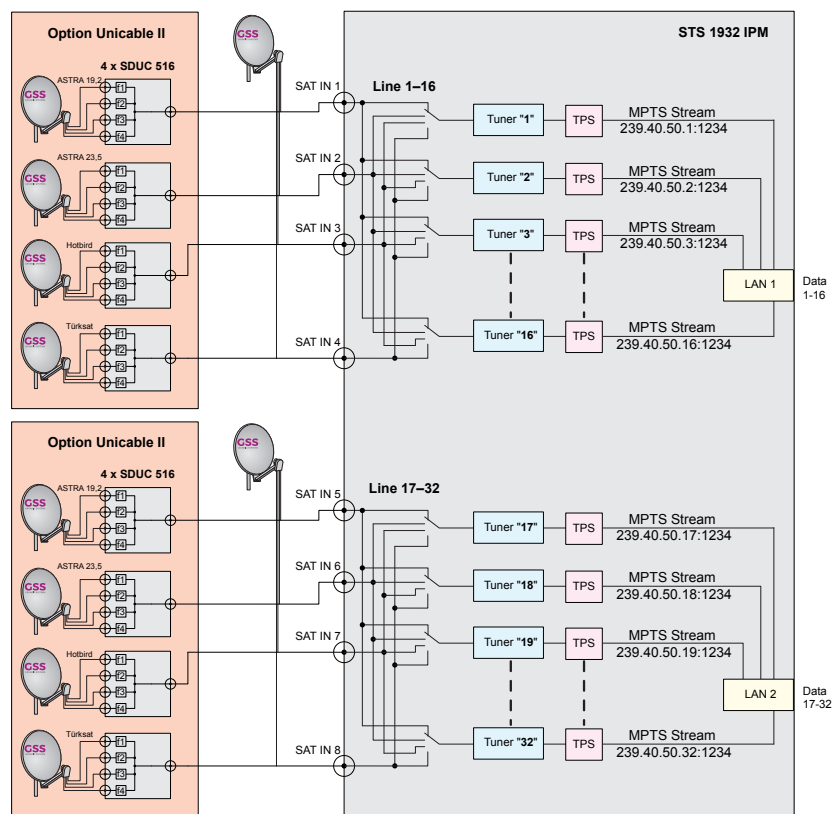 Option Unicable II
4 x SDUC 516
GSS
STS 1932 IPM
ASTRA 19,2
GSS
f1
f2
f3
f4
SAT IN 1
Line 1–16
Tuner "1"
TPS
MPTS Stream
239.40.50.1:1234
ASTRA 23,5
GSS
f1
f2
f3
f4
SAT IN 2
Tuner "2"
TPS
MPTS Stream
239.40.50.2:1234
Hotbird
GSS
f1
f2
f3
f4
SAT IN 3
Tuner "3"
TPS
MPTS Stream
239.40.50.3:1234
LAN 1
Data
1-16
Türksat
GSS
f1
f2
f3
f4
SAT IN 4
Tuner "16"
TPS
MPTS Stream
239.40.50.16:1234
Option Unicable II
4 x SDUC 516
GSS
ASTRA 19,2
GSS
f1
f2
f3
f4
SAT IN 5
Line 17–32
Tuner "17"
TPS
MPTS Stream
239.40.50.17:1234
ASTRA 23,5
GSS
f1
f2
f3
f4
SAT IN 6
Tuner "18"
TPS
MPTS Stream
239.40.50.18:1234
Hotbird
GSS
f1
f2
f3
f4
SAT IN 7
Tuner "19"
TPS
MPTS Stream
239.40.50.19:1234
LAN 2
Data
17-32
Türksat
GSS
f1
f2
f3
f4
SAT IN 8
Tuner "32"
TPS
MPTS Stream
239.40.50.32:1234